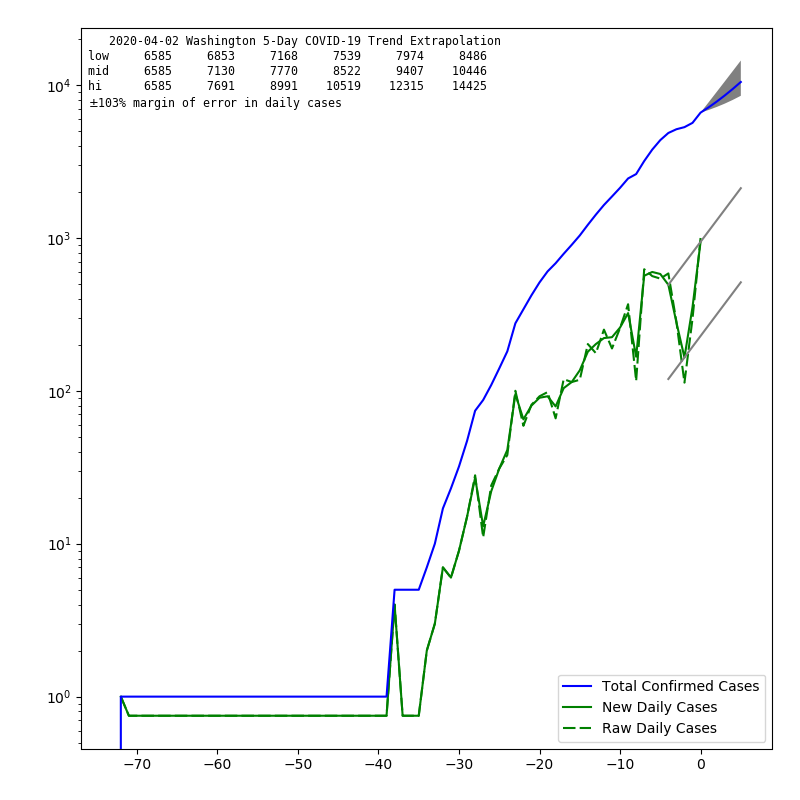 2020-04-02 Washington 5-Day COVID-19 Trend Extrapolation
low 6585 6853 7168 7539 7974 8486
mid 6585 7130 7770 8522 9407 10446
hi 6585 7691 8991 10519 12315 14425
±103% margin of error in daily cases
10⁴
10³
10²
10¹
10⁰
Total Confirmed Cases
New Daily Cases
Raw Daily Cases
−70 −60 −50 −40 −30 −20 −10 0